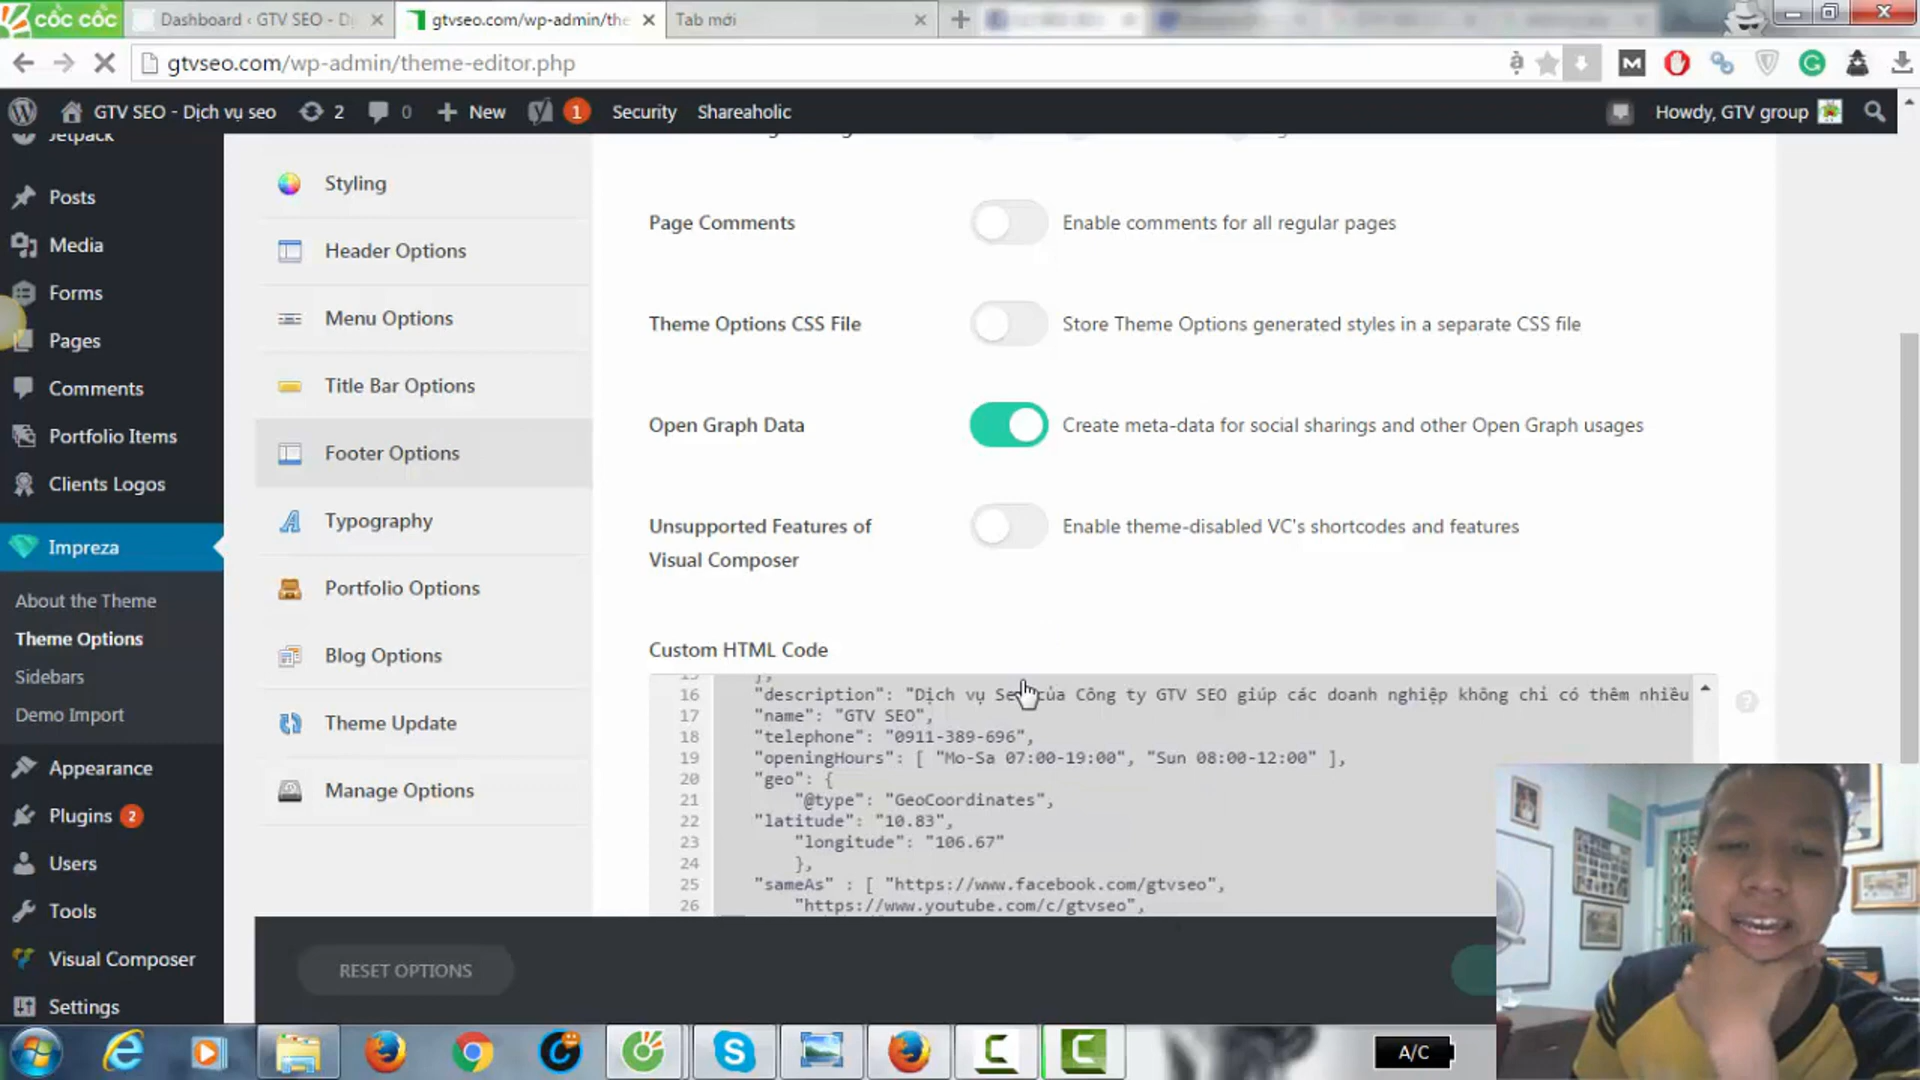 CỐC CỐC
Dashboard ‹ GTV SEO - Dị
gtvseo.com/wp-admin/the
Tab mới
gtvseo.com/wp-admin/theme-editor.php
GTV SEO - Dịch vụ seo
2
0
New
1
Security
Shareaholic
Howdy, GTV group
Jetpack
Posts
Media
Forms
Pages
Comments
Portfolio Items
Clients Logos
Impreza
About the Theme
Theme Options
Sidebars
Demo Import
Appearance
Plugins 2
Users
Tools
Visual Composer
Settings
Styling
Header Options
Menu Options
Title Bar Options
Footer Options
Typography
Portfolio Options
Blog Options
Theme Update
Manage Options
Page Comments
Enable comments for all regular pages
Theme Options CSS File
Store Theme Options generated styles in a separate CSS file
Open Graph Data
Create meta-data for social sharings and other Open Graph usages
Unsupported Features of
Visual Composer
Enable theme-disabled VC's shortcodes and features
Custom HTML Code
15 },
16 "description": "Dịch vụ của Công ty GTV SEO giúp các doanh nghiệp không chỉ có thêm nhiều
17 "name": "GTV SEO",
18 "telephone": "0911-389-696",
19 "openingHours": [ "Mo-Sa 07:00-19:00", "Sun 08:00-12:00" ],
20 "geo": {
21 "@type": "GeoCoordinates",
22 "latitude": "10.83",
23 "longitude": "106.67"
24 },
25 "sameAs" : [ "https://www.facebook.com/gtvseo",
26 "https://www.youtube.com/c/gtvseo",
RESET OPTIONS
A/C